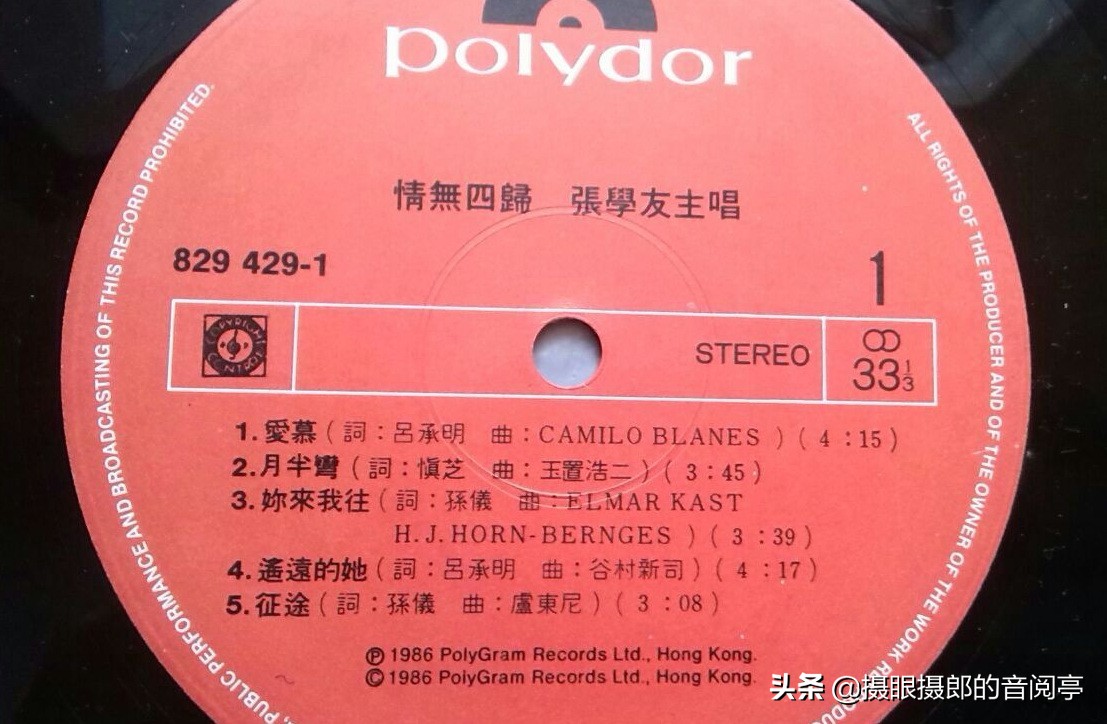 polydor
情無四歸　張學友主唱
829 429-1
1
COPYRIGHT CONTROL
STEREO
33⅓
1.愛慕(詞:呂承明　曲:CAMILO BLANES)(4:15)
2.月半彎(詞:愼芝　曲:玉置浩二)(3:45)
3.妳來我往(詞:孫儀　曲:ELMAR KAST
H.J.HORN-BERNGES)(3:39)
4.遙遠的她(詞:呂承明　曲:谷村新司)(4:17)
5.征途(詞:孫儀　曲:盧東尼)(3:08)
Ⓟ 1986 PolyGram Records Ltd., Hong Kong.
© 1986 PolyGram Records Ltd., Hong Kong.
ALL RIGHTS OF THE PRODUCER AND OF THE OWNER OF THE WORK
PUBLIC PERFORMANCE AND BROADCASTING OF THIS RECORD PROHIBITED.
头条 @摄眼摄郎的音阅亭